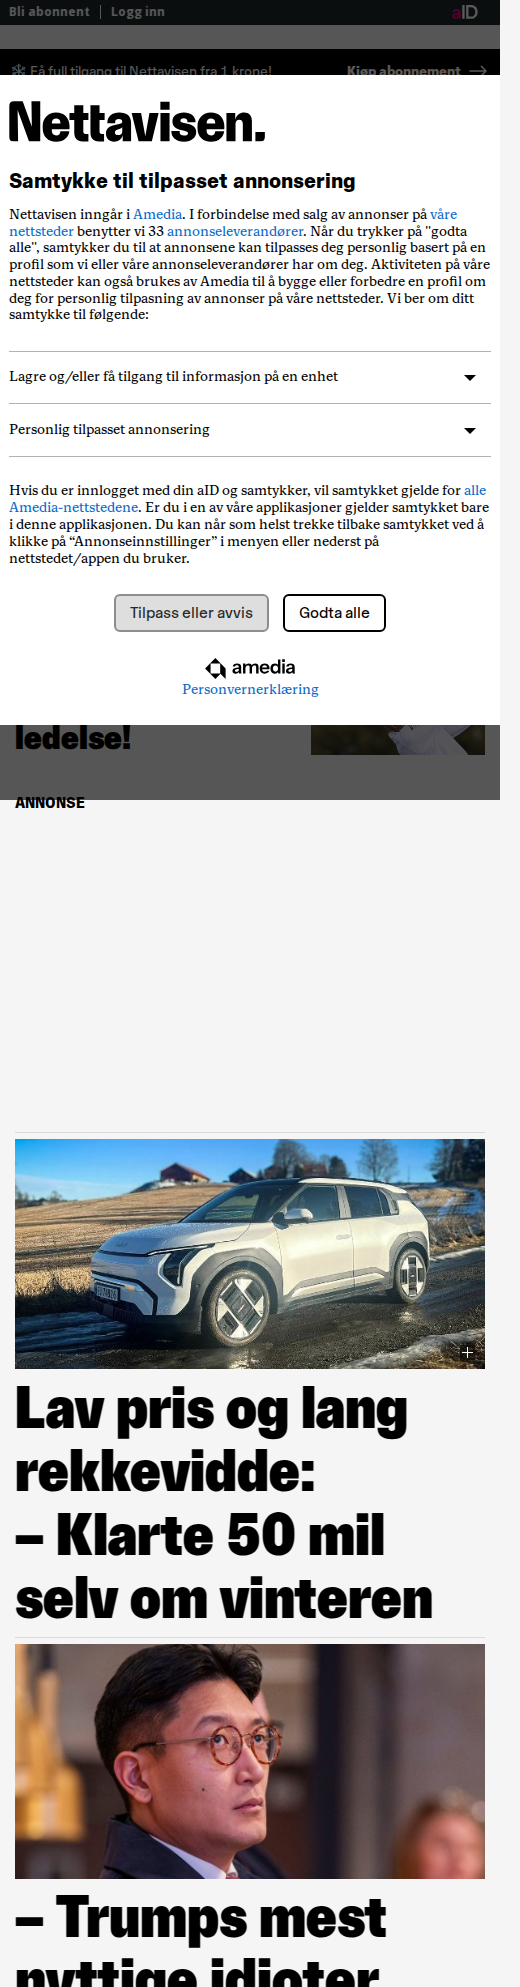 Bli abonnent | Logg inn
aID
Få full tilgang til Nettavisen fra 1 krone!
Kjøp abonnement →
Nettavisen.
Samtykke til tilpasset annonsering
Nettavisen inngår i Amedia. I forbindelse med salg av annonser på våre
nettsteder benytter vi 33 annonseleverandører. Når du trykker på "godta
alle", samtykker du til at annonsene kan tilpasses deg personlig basert på en
profil som vi eller våre annonseleverandører har om deg. Aktiviteten på våre
nettsteder kan også brukes av Amedia til å bygge eller forbedre en profil om
deg for personlig tilpasning av annonser på våre nettsteder. Vi ber om ditt
samtykke til følgende:
Lagre og/eller få tilgang til informasjon på en enhet
Personlig tilpasset annonsering
Hvis du er innlogget med din aID og samtykker, vil samtykket gjelde for alle
Amedia-nettstedene. Er du i en av våre applikasjoner gjelder samtykket bare
i denne applikasjonen. Du kan når som helst trekke tilbake samtykket ved å
klikke på “Annonseinnstillinger” i menyen eller nederst på
nettstedet/appen du bruker.
Tilpass eller avvis
Godta alle
amedia
Personvernerklæring
ledelse!
ANNONSE
Lav pris og lang
rekkevidde:
– Klarte 50 mil
selv om vinteren
– Trumps mest
nyttige idioter